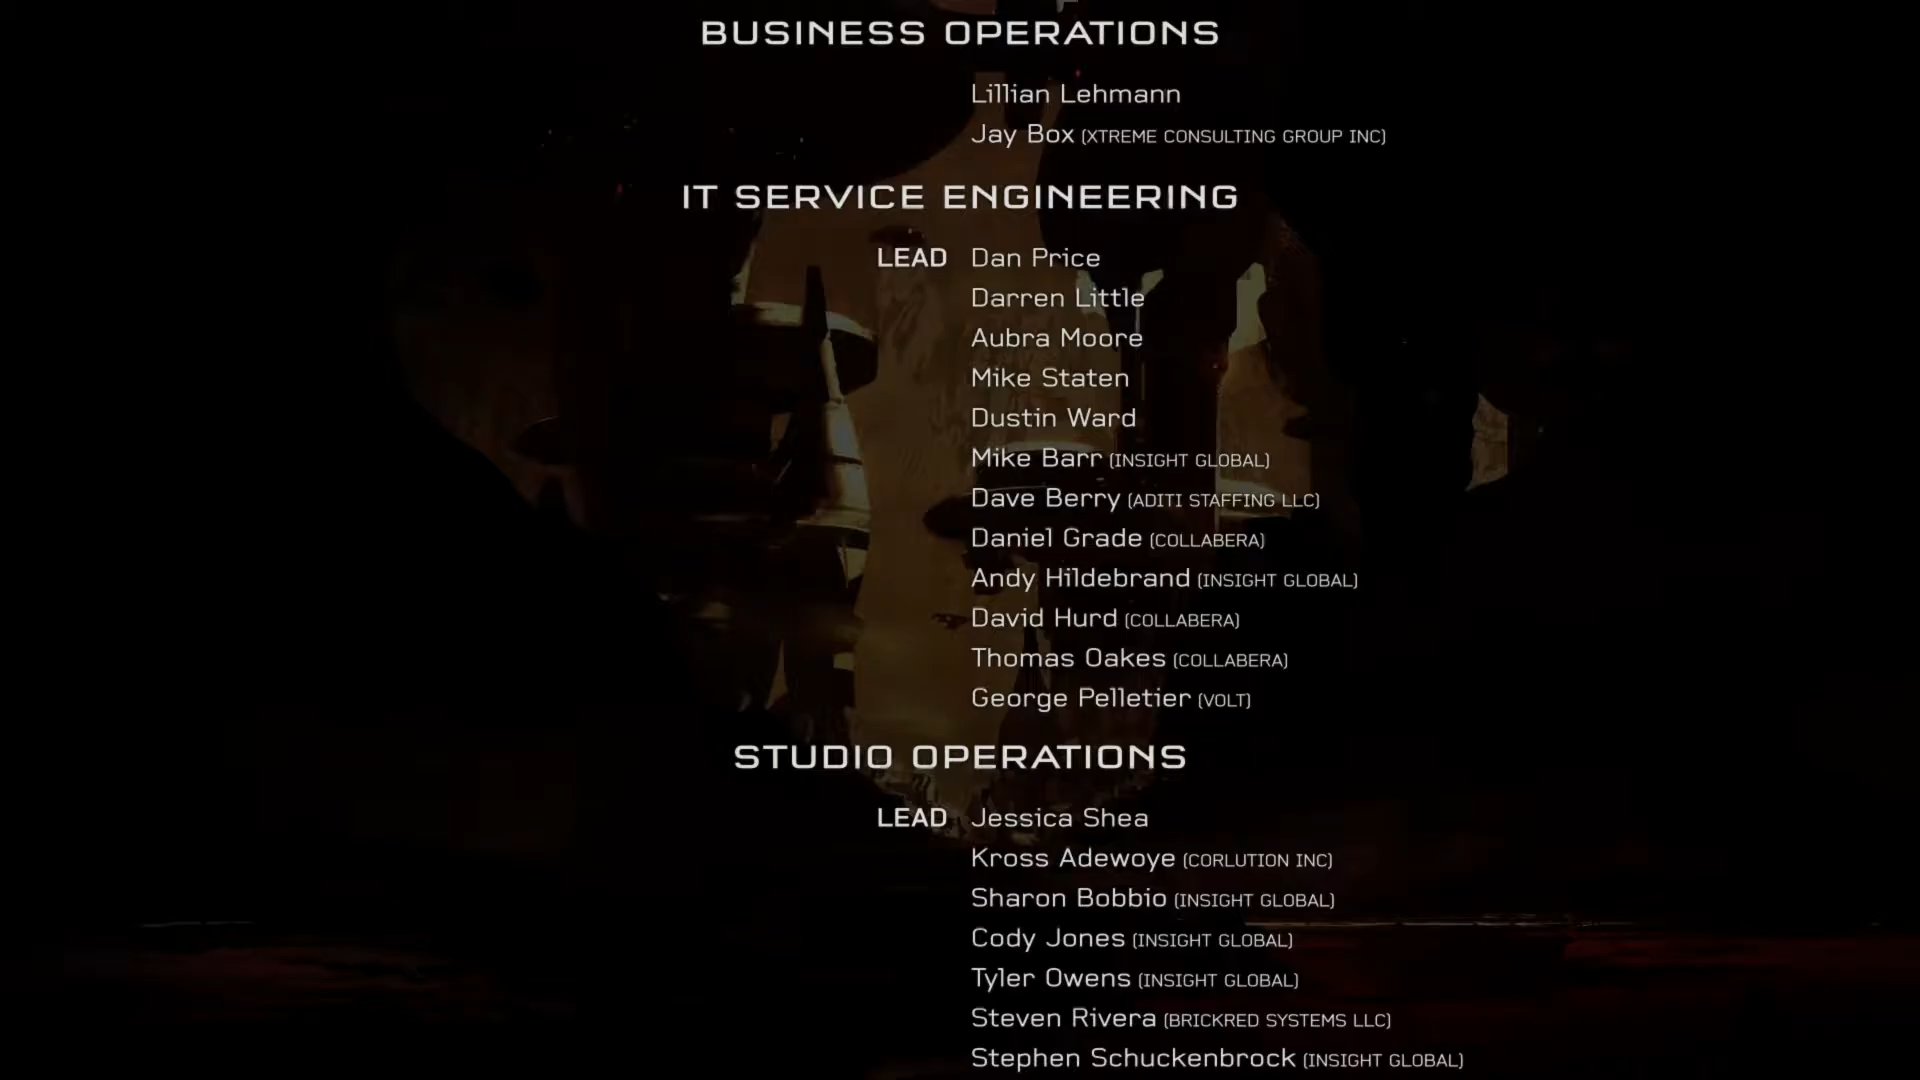 BUSINESS OPERATIONS
Lillian Lehmann
Jay Box (XTREME CONSULTING GROUP INC)
IT SERVICE ENGINEERING
LEAD Dan Price
Darren Little
Aubra Moore
Mike Staten
Dustin Ward
Mike Barr (INSIGHT GLOBAL)
Dave Berry (ADITI STAFFING LLC)
Daniel Grade (COLLABERA)
Andy Hildebrand (INSIGHT GLOBAL)
David Hurd (COLLABERA)
Thomas Oakes (COLLABERA)
George Pelletier (VOLT)
STUDIO OPERATIONS
LEAD Jessica Shea
Kross Adewoye (CORLUTION INC)
Sharon Bobbio (INSIGHT GLOBAL)
Cody Jones (INSIGHT GLOBAL)
Tyler Owens (INSIGHT GLOBAL)
Steven Rivera (BRICKRED SYSTEMS LLC)
Stephen Schuckenbrock (INSIGHT GLOBAL)